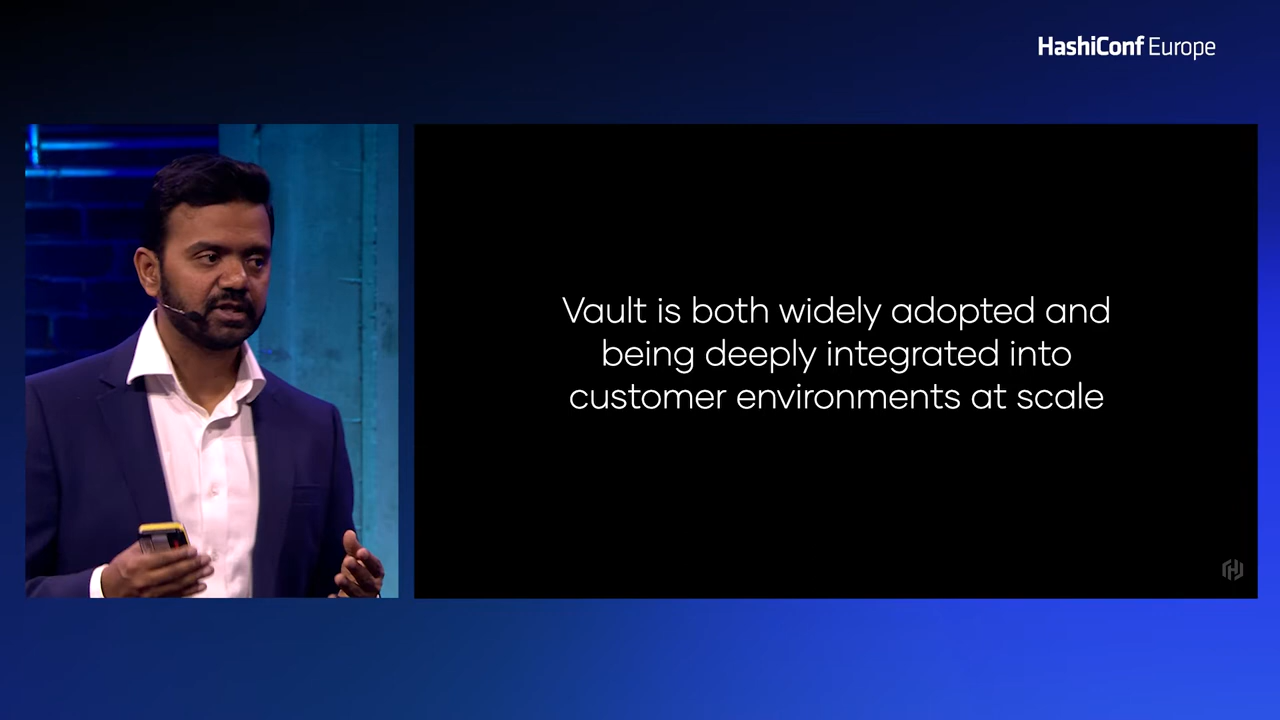 HashiConf Europe
Vault is both widely adopted and
being deeply integrated into
customer environments at scale